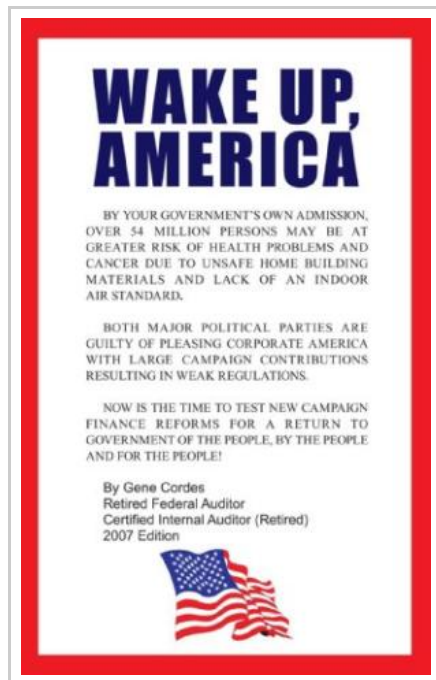 WAKE UP,
AMERICA
BY YOUR GOVERNMENT'S OWN ADMISSION,
OVER 54 MILLION PERSONS MAY BE AT
GREATER RISK OF HEALTH PROBLEMS AND
CANCER DUE TO UNSAFE HOME BUILDING
MATERIALS AND LACK OF AN INDOOR
AIR STANDARD.
BOTH MAJOR POLITICAL PARTIES ARE
GUILTY OF PLEASING CORPORATE AMERICA
WITH LARGE CAMPAIGN CONTRIBUTIONS
RESULTING IN WEAK REGULATIONS.
NOW IS THE TIME TO TEST NEW CAMPAIGN
FINANCE REFORMS FOR A RETURN TO
GOVERNMENT OF THE PEOPLE, BY THE PEOPLE
AND FOR THE PEOPLE!
By Gene Cordes
Retired Federal Auditor
Certified Internal Auditor (Retired)
2007 Edition